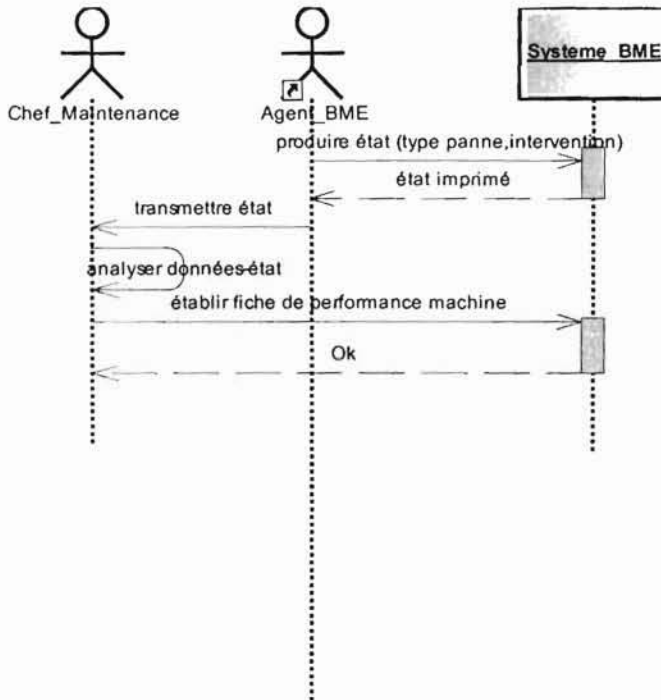 Systeme_BME
Chef_Maintenance
Agent_BME
produire état (type panne,intervention)
état imprimé
transmettre état
analyser données-état
établir fiche de performance machine
Ok